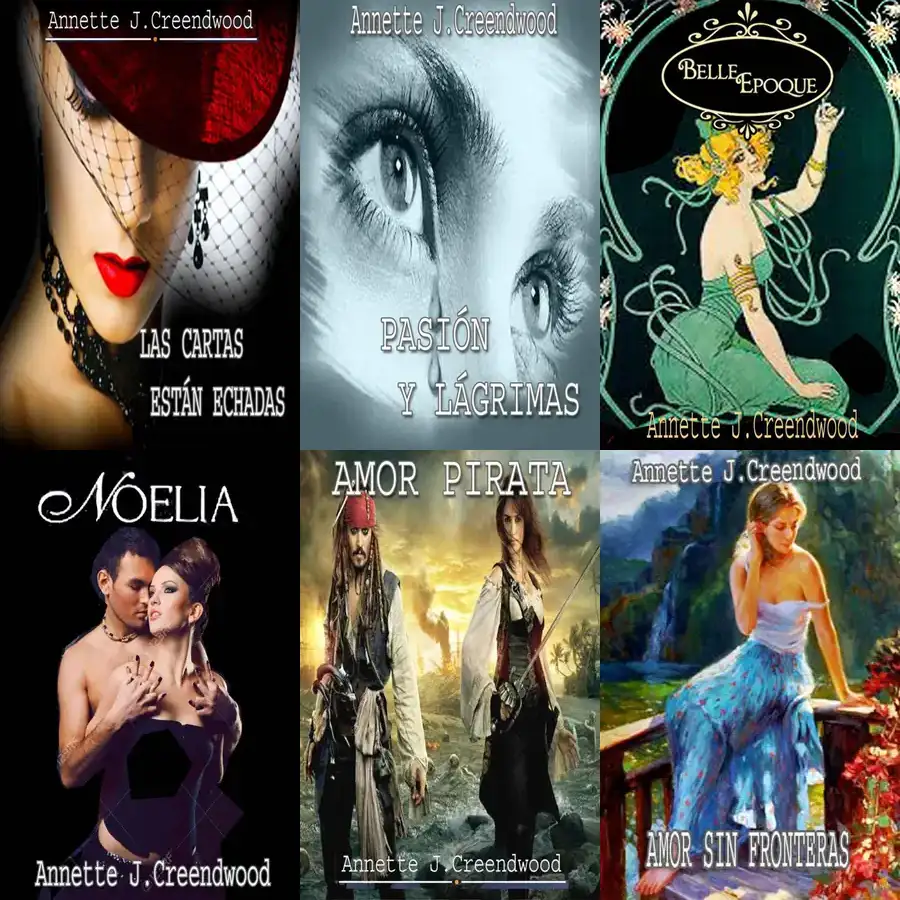 Annette J.Creendwood
LAS CARTAS
ESTÁN ECHADAS
Annette J.Creendwood
PASIÓN
Y LÁGRIMAS
BELLE
EPOQUE
Annette J.Creendwood
NOELIA
Annette J.Creendwood
AMOR PIRATA
Annette J.Creendwood
Annette J.Creendwood
AMOR SIN FRONTERAS